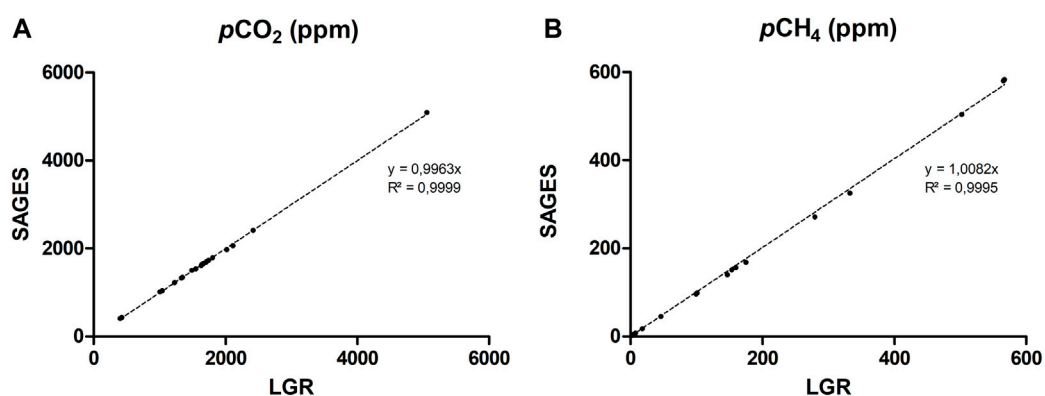 A
pCO₂ (ppm)
6000
4000
2000
0
SAGES
y = 0,9963x
R² = 0,9999
0 2000 4000 6000
LGR
B
pCH₄ (ppm)
600
400
200
0
SAGES
y = 1,0082x
R² = 0,9995
0 200 400 600
LGR